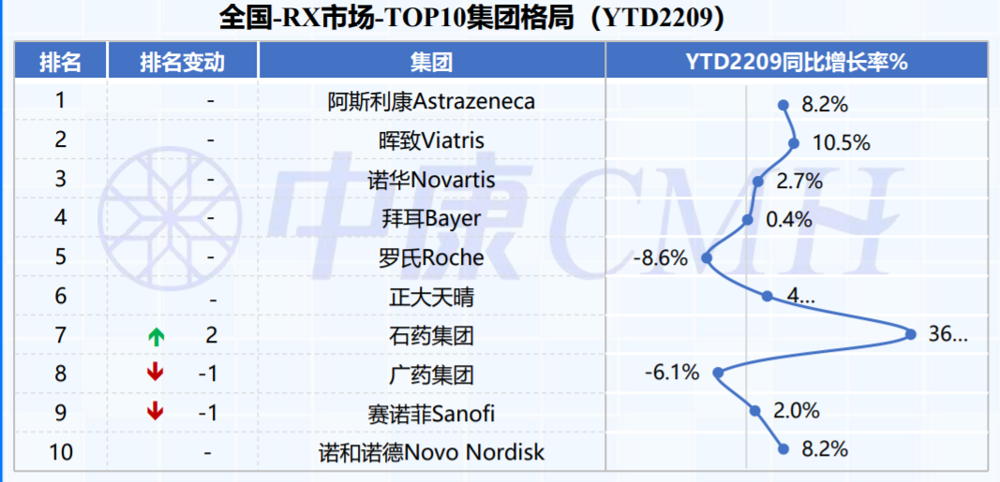 全国-RX市场-TOP10集团格局（YTD2209）
排名 排名变动 集团 YTD2209同比增长率%
1 - 阿斯利康Astrazeneca 8.2%
2 - 晖致Viatris 10.5%
3 - 诺华Novartis 2.7%
4 - 拜耳Bayer 0.4%
5 - 罗氏Roche -8.6%
6 - 正大天晴 4...
7 2 石药集团 36...
8 -1 广药集团 -6.1%
9 -1 赛诺菲Sanofi 2.0%
10 - 诺和诺德Novo Nordisk 8.2%
中康CMH